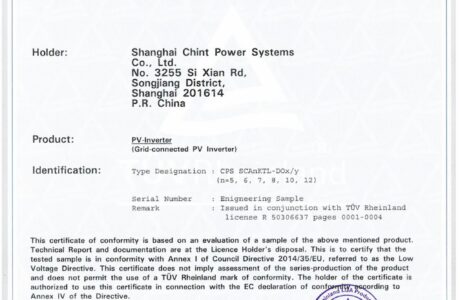 Holder: Shanghai Chint Power Systems
Co., Ltd.
No. 3255 Si Xian Rd,
Songjiang District,
Shanghai 201614
P.R. China
Product: PV-Inverter
(Grid-connected PV Inverter)
Identification: Type Designation : CPS SCAnKTL-DOx/y
(n=5, 6, 7, 8, 10, 12)
Serial Number : Enigneering Sample
Remark : Issued in conjunction with TÜV Rheinland
license R 50306637 pages 0001-0004
This certificate of conformity is based on an evaluation of a sample of the above mentioned product.
Technical Report and documentation are at the Licence Holder's disposal. This is to certify that the
tested sample is in conformity with Annex I of Council Directive 2014/35/EU, referred to as the Low
Voltage Directive. This certificate does not imply assessment of the series-production of the product
and does not permit the use of a TÜV Rheinland mark of conformity. The holder of the certificate is
authorized to use this certificate in connection with the EC declaration of conformity according to
Annex IV of the Directive.